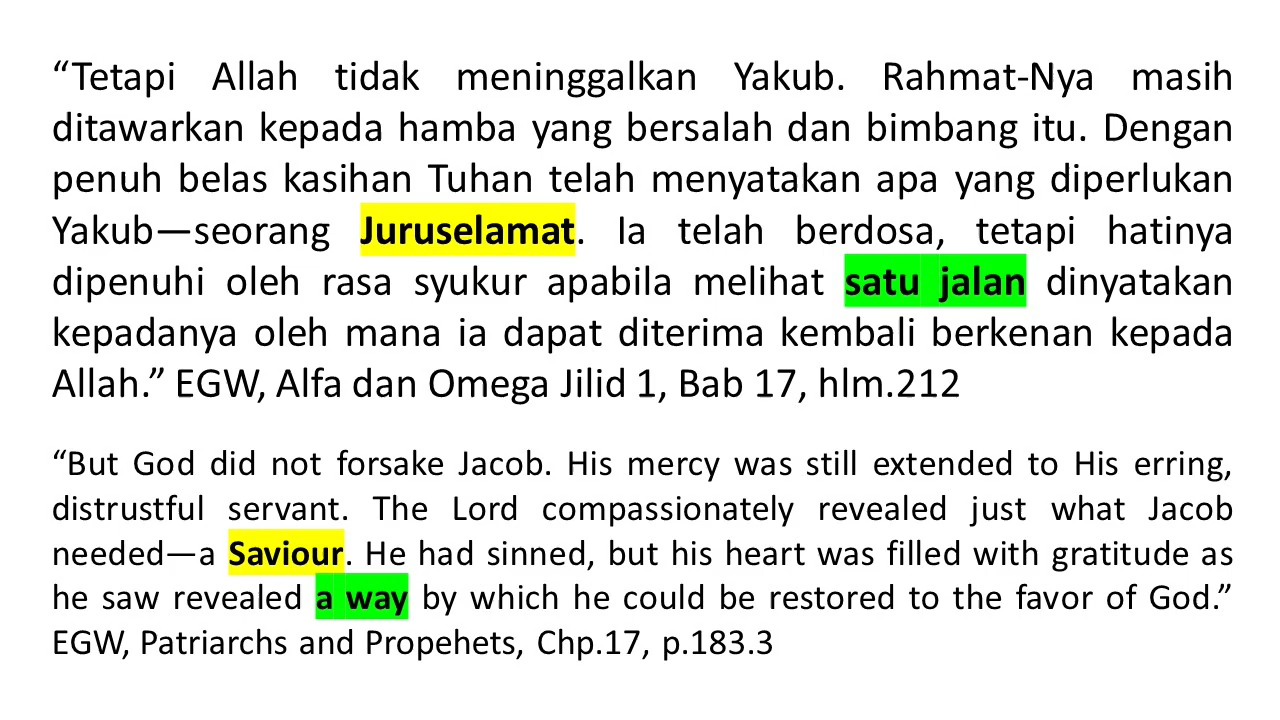 “Tetapi Allah tidak meninggalkan Yakub. Rahmat-Nya masih
ditawarkan kepada hamba yang bersalah dan bimbang itu. Dengan
penuh belas kasihan Tuhan telah menyatakan apa yang diperlukan
Yakub—seorang Juruselamat. Ia telah berdosa, tetapi hatinya
dipenuhi oleh rasa syukur apabila melihat satu jalan dinyatakan
kepadanya oleh mana ia dapat diterima kembali berkenan kepada
Allah.” EGW, Alfa dan Omega Jilid 1, Bab 17, hlm.212
“But God did not forsake Jacob. His mercy was still extended to His erring,
distrustful servant. The Lord compassionately revealed just what Jacob
needed—a Saviour. He had sinned, but his heart was filled with gratitude as
he saw revealed a way by which he could be restored to the favor of God.”
EGW, Patriarchs and Propehets, Chp.17, p.183.3